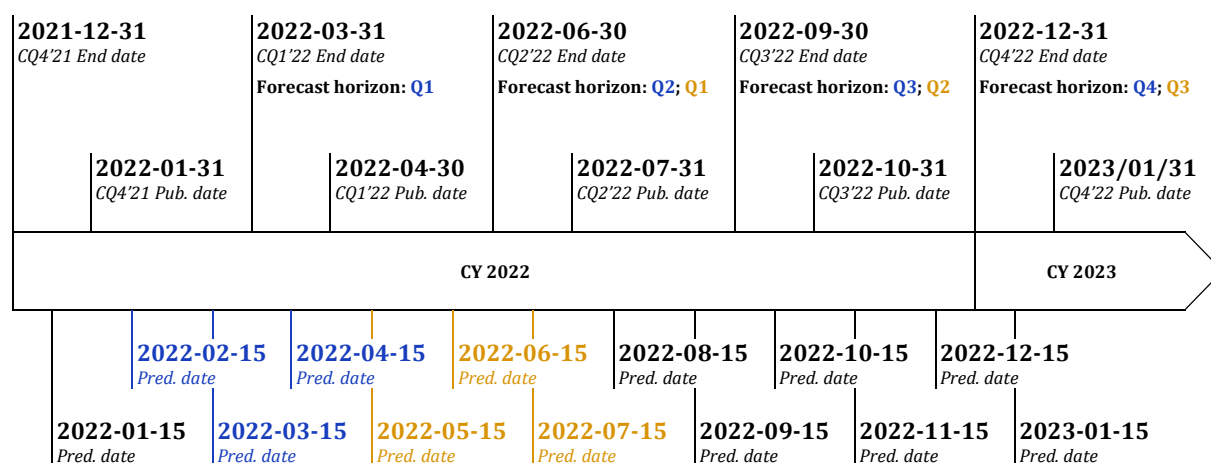 2021-12-31
CQ4'21 End date
2022-03-31
CQ1'22 End date
Forecast horizon: Q1
2022-06-30
CQ2'22 End date
Forecast horizon: Q2; Q1
2022-09-30
CQ3'22 End date
Forecast horizon: Q3; Q2
2022-12-31
CQ4'22 End date
Forecast horizon: Q4; Q3
2022-01-31
CQ4'21 Pub. date
2022-04-30
CQ1'22 Pub. date
2022-07-31
CQ2'22 Pub. date
2022-10-31
CQ3'22 Pub. date
2023/01/31
CQ4'22 Pub. date
CY 2022
CY 2023
2022-02-15
Pred. date
2022-04-15
Pred. date
2022-06-15
Pred. date
2022-08-15
Pred. date
2022-10-15
Pred. date
2022-12-15
Pred. date
2022-01-15
Pred. date
2022-03-15
Pred. date
2022-05-15
Pred. date
2022-07-15
Pred. date
2022-09-15
Pred. date
2022-11-15
Pred. date
2023-01-15
Pred. date